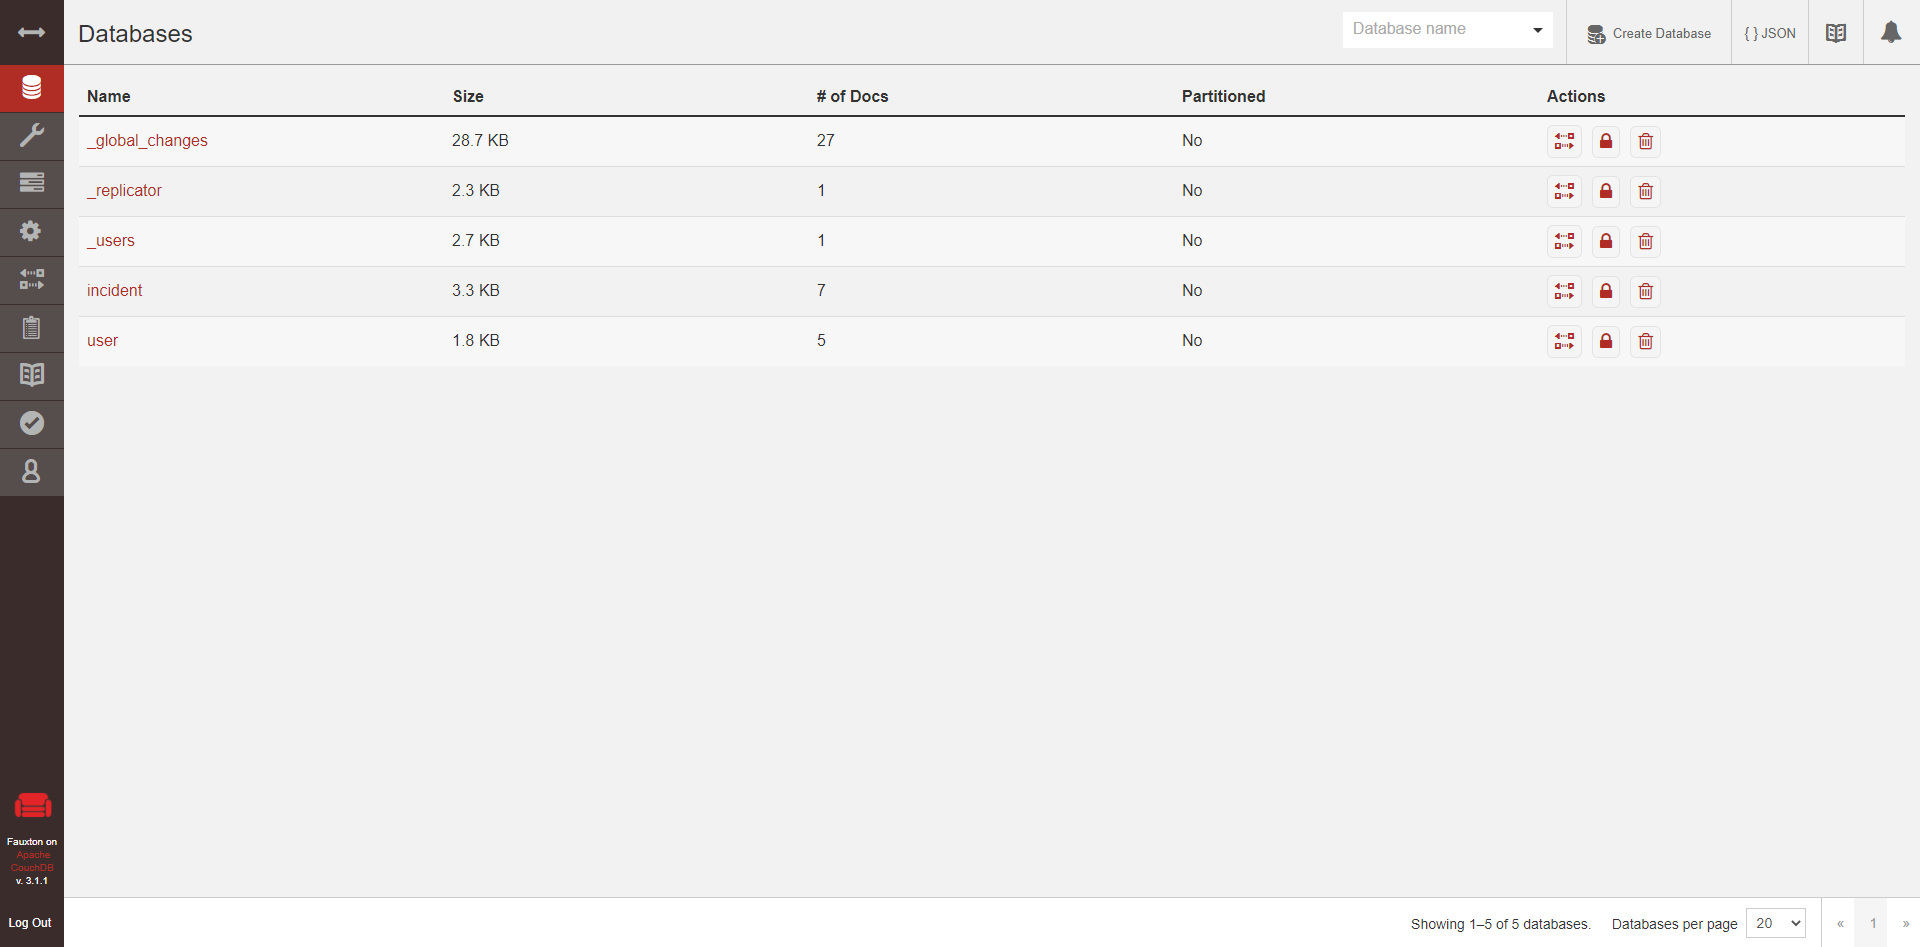 Databases
Database name
Create Database
{ } JSON
Name Size # of Docs Partitioned Actions
_global_changes 28.7 KB 27 No
_replicator 2.3 KB 1 No
_users 2.7 KB 1 No
incident 3.3 KB 7 No
user 1.8 KB 5 No
Fauxton on
Apache
CouchDB
v. 3.1.1
Log Out
Showing 1–5 of 5 databases. Databases per page 20 « 1 »